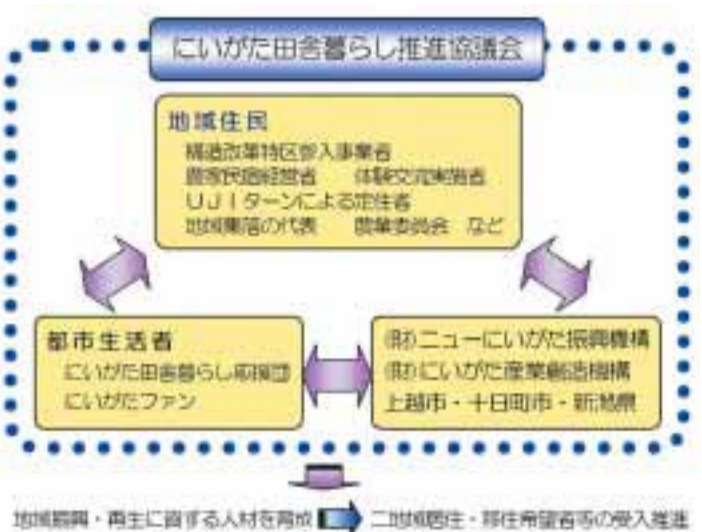 にいがた田舎暮らし推進協議会
地域住民
構造改革特区参入事業者
農家民宿経営者 体験交流実施者
UJIターンによる定住者
地域集落の代表 農業委員会 など
都市生活者
にいがた田舎暮らし応援団
にいがたファン
(財)ニューにいがた振興機構
(財)にいがた産業創造機構
上越市・十日町市・新潟県
地域振興・再生に資する人材を育成
二地域居住・移住希望者等の受入推進